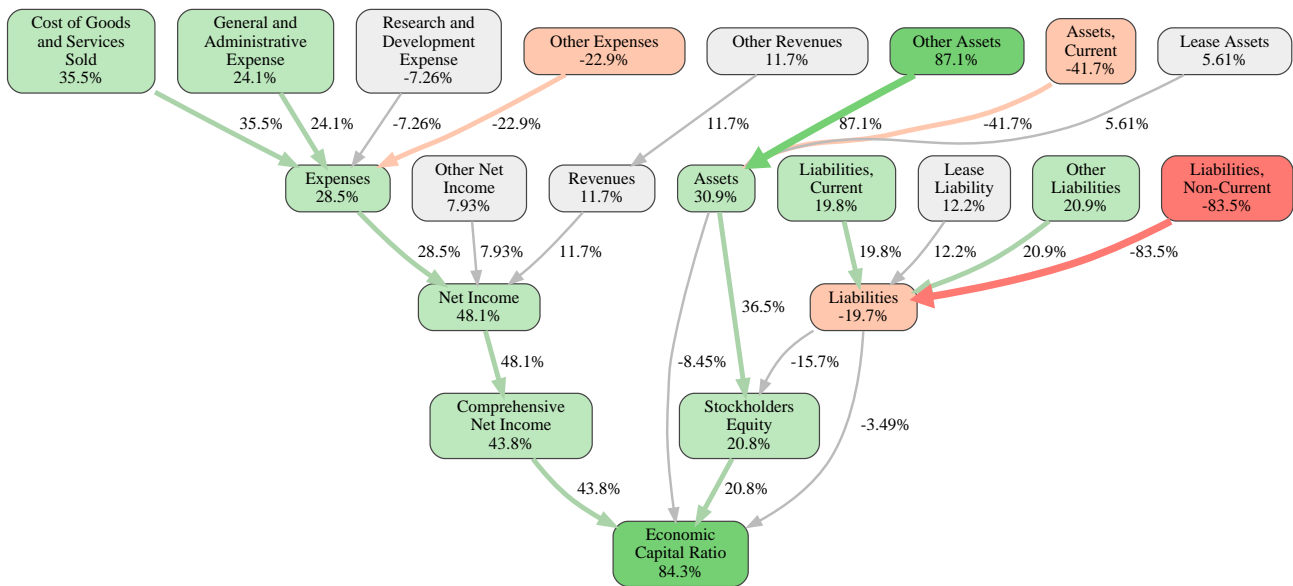 Cost of Goods
and Services
Sold
35.5%
General and
Administrative
Expense
24.1%
Research and
Development
Expense
-7.26%
Other Expenses
-22.9%
Other Revenues
11.7%
Other Assets
87.1%
Assets,
Current
-41.7%
Lease Assets
5.61%
35.5%
24.1%
-7.26%
-22.9%
11.7%
87.1%
-41.7%
5.61%
Expenses
28.5%
Other Net
Income
7.93%
Revenues
11.7%
Assets
30.9%
Liabilities,
Current
19.8%
Lease
Liability
12.2%
Other
Liabilities
20.9%
Liabilities,
Non-Current
-83.5%
28.5%
7.93%
11.7%
19.8%
12.2%
20.9%
-83.5%
Net Income
48.1%
36.5%
Liabilities
-19.7%
48.1%
-8.45%
-15.7%
-3.49%
Comprehensive
Net Income
43.8%
Stockholders
Equity
20.8%
43.8%
20.8%
Economic
Capital Ratio
84.3%